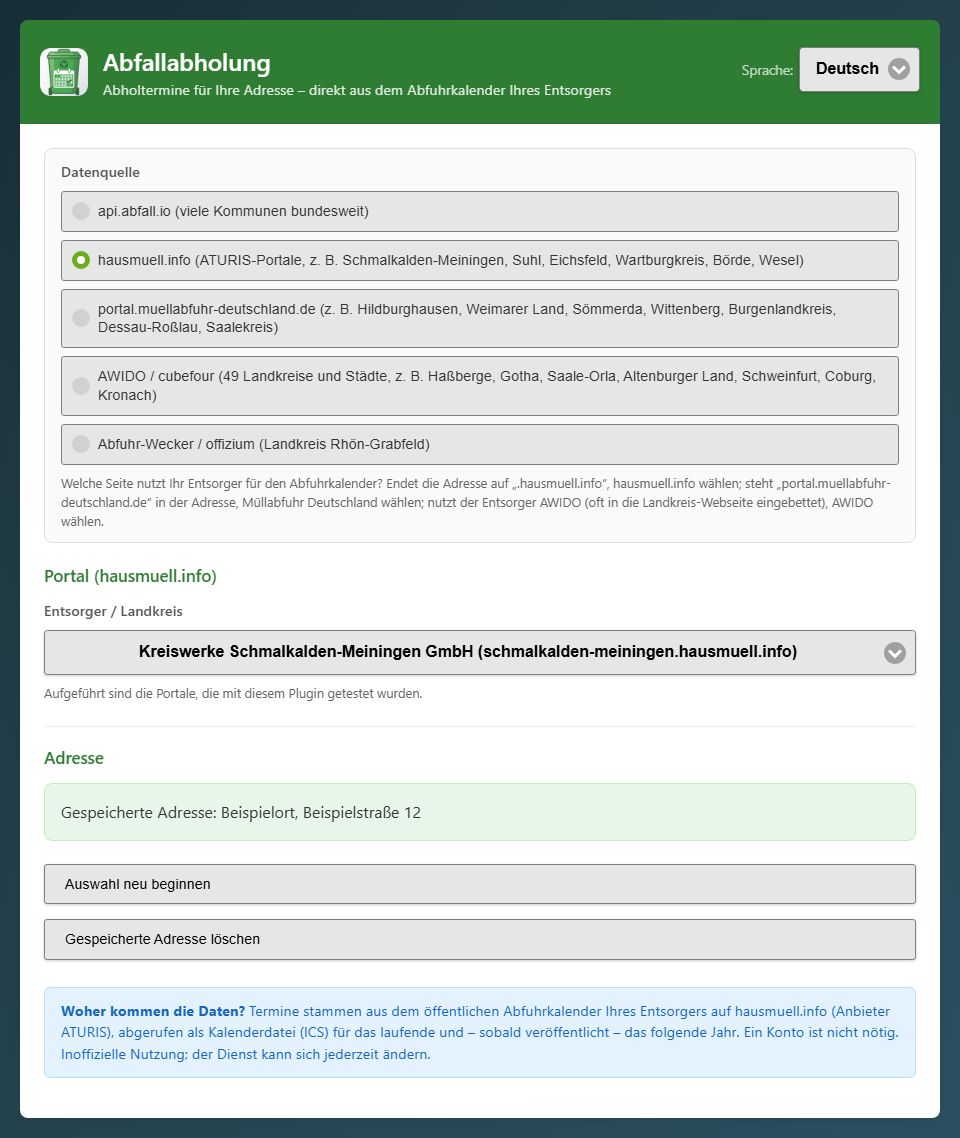 Abfallabholung
Abholtermine für Ihre Adresse – direkt aus dem Abfuhrkalender Ihres Entsorgers
Sprache:
Deutsch
Datenquelle
api.abfall.io (viele Kommunen bundesweit)
hausmuell.info (ATURIS-Portale, z. B. Schmalkalden-Meiningen, Suhl, Eichsfeld, Wartburgkreis, Börde, Wesel)
portal.muellabfuhr-deutschland.de (z. B. Hildburghausen, Weimarer Land, Sömmerda, Wittenberg, Burgenlandkreis,
Dessau-Roßlau, Saalekreis)
AWIDO / cubefour (49 Landkreise und Städte, z. B. Haßberge, Gotha, Saale-Orla, Altenburger Land, Schweinfurt, Coburg,
Kronach)
Abfuhr-Wecker / offizium (Landkreis Rhön-Grabfeld)
Welche Seite nutzt Ihr Entsorger für den Abfuhrkalender? Endet die Adresse auf „.hausmuell.info“, hausmuell.info wählen; steht „portal.muellabfuhr-
deutschland.de“ in der Adresse, Müllabfuhr Deutschland wählen; nutzt der Entsorger AWIDO (oft in die Landkreis-Webseite eingebettet), AWIDO
wählen.
Portal (hausmuell.info)
Entsorger / Landkreis
Kreiswerke Schmalkalden-Meiningen GmbH (schmalkalden-meiningen.hausmuell.info)
Aufgeführt sind die Portale, die mit diesem Plugin getestet wurden.
Adresse
Gespeicherte Adresse: Beispielort, Beispielstraße 12
Auswahl neu beginnen
Gespeicherte Adresse löschen
Woher kommen die Daten? Termine stammen aus dem öffentlichen Abfuhrkalender Ihres Entsorgers auf hausmuell.info (Anbieter
ATURIS), abgerufen als Kalenderdatei (ICS) für das laufende und – sobald veröffentlicht – das folgende Jahr. Ein Konto ist nicht nötig.
Inoffizielle Nutzung; der Dienst kann sich jederzeit ändern.